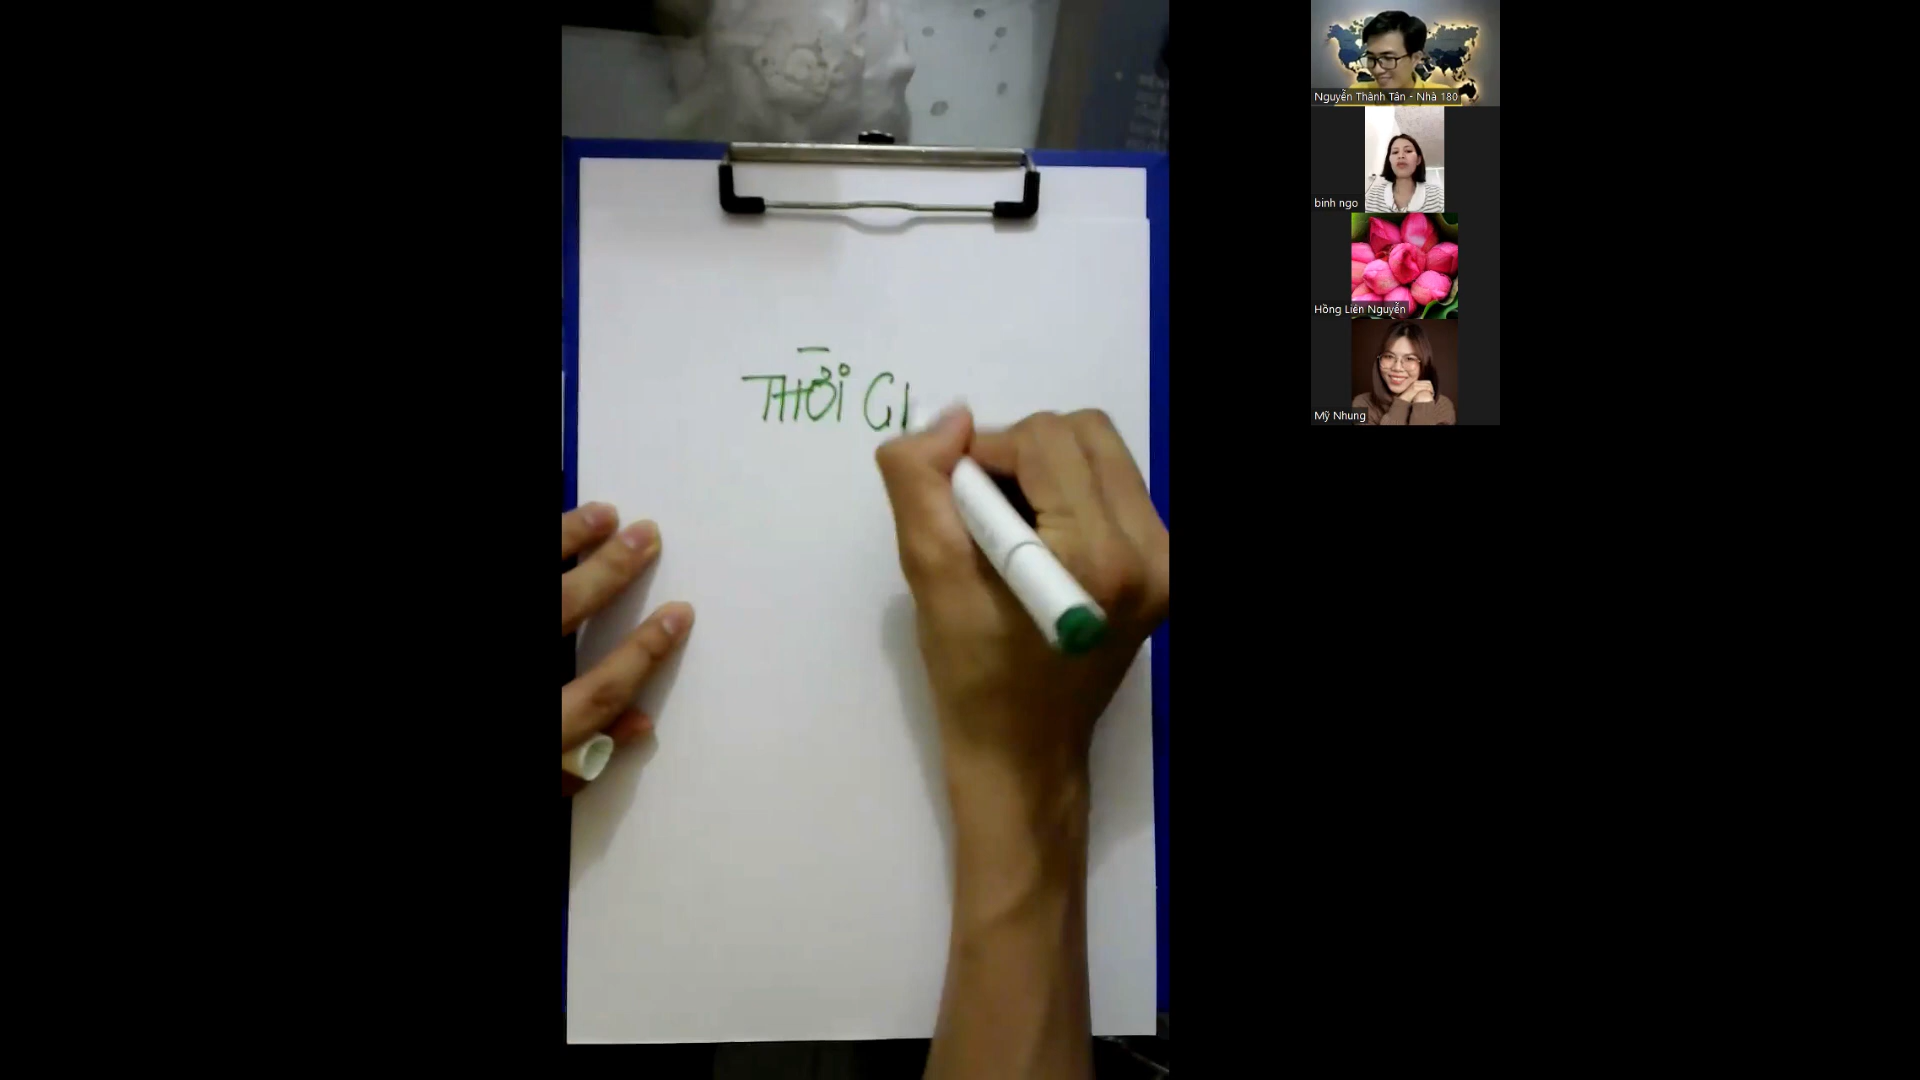 THỜI GI
Nguyễn Thành Tân - Nhà 180
binh ngo
Hồng Liên Nguyễn
Mỹ Nhung